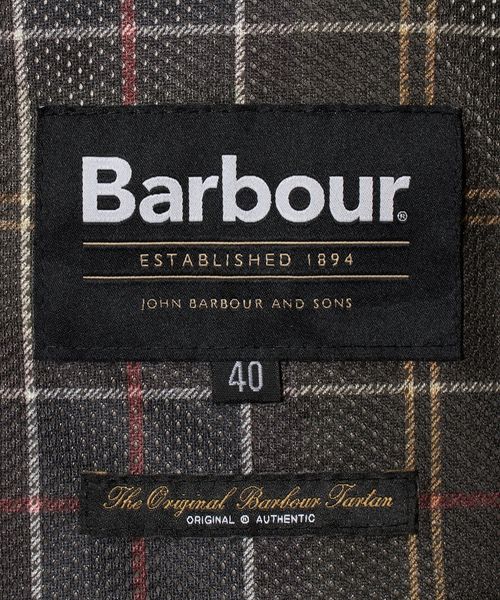 Barbour®
ESTABLISHED 1894
JOHN BARBOUR AND SONS
40
The Original Barbour Tartan
ORIGINAL ® AUTHENTIC